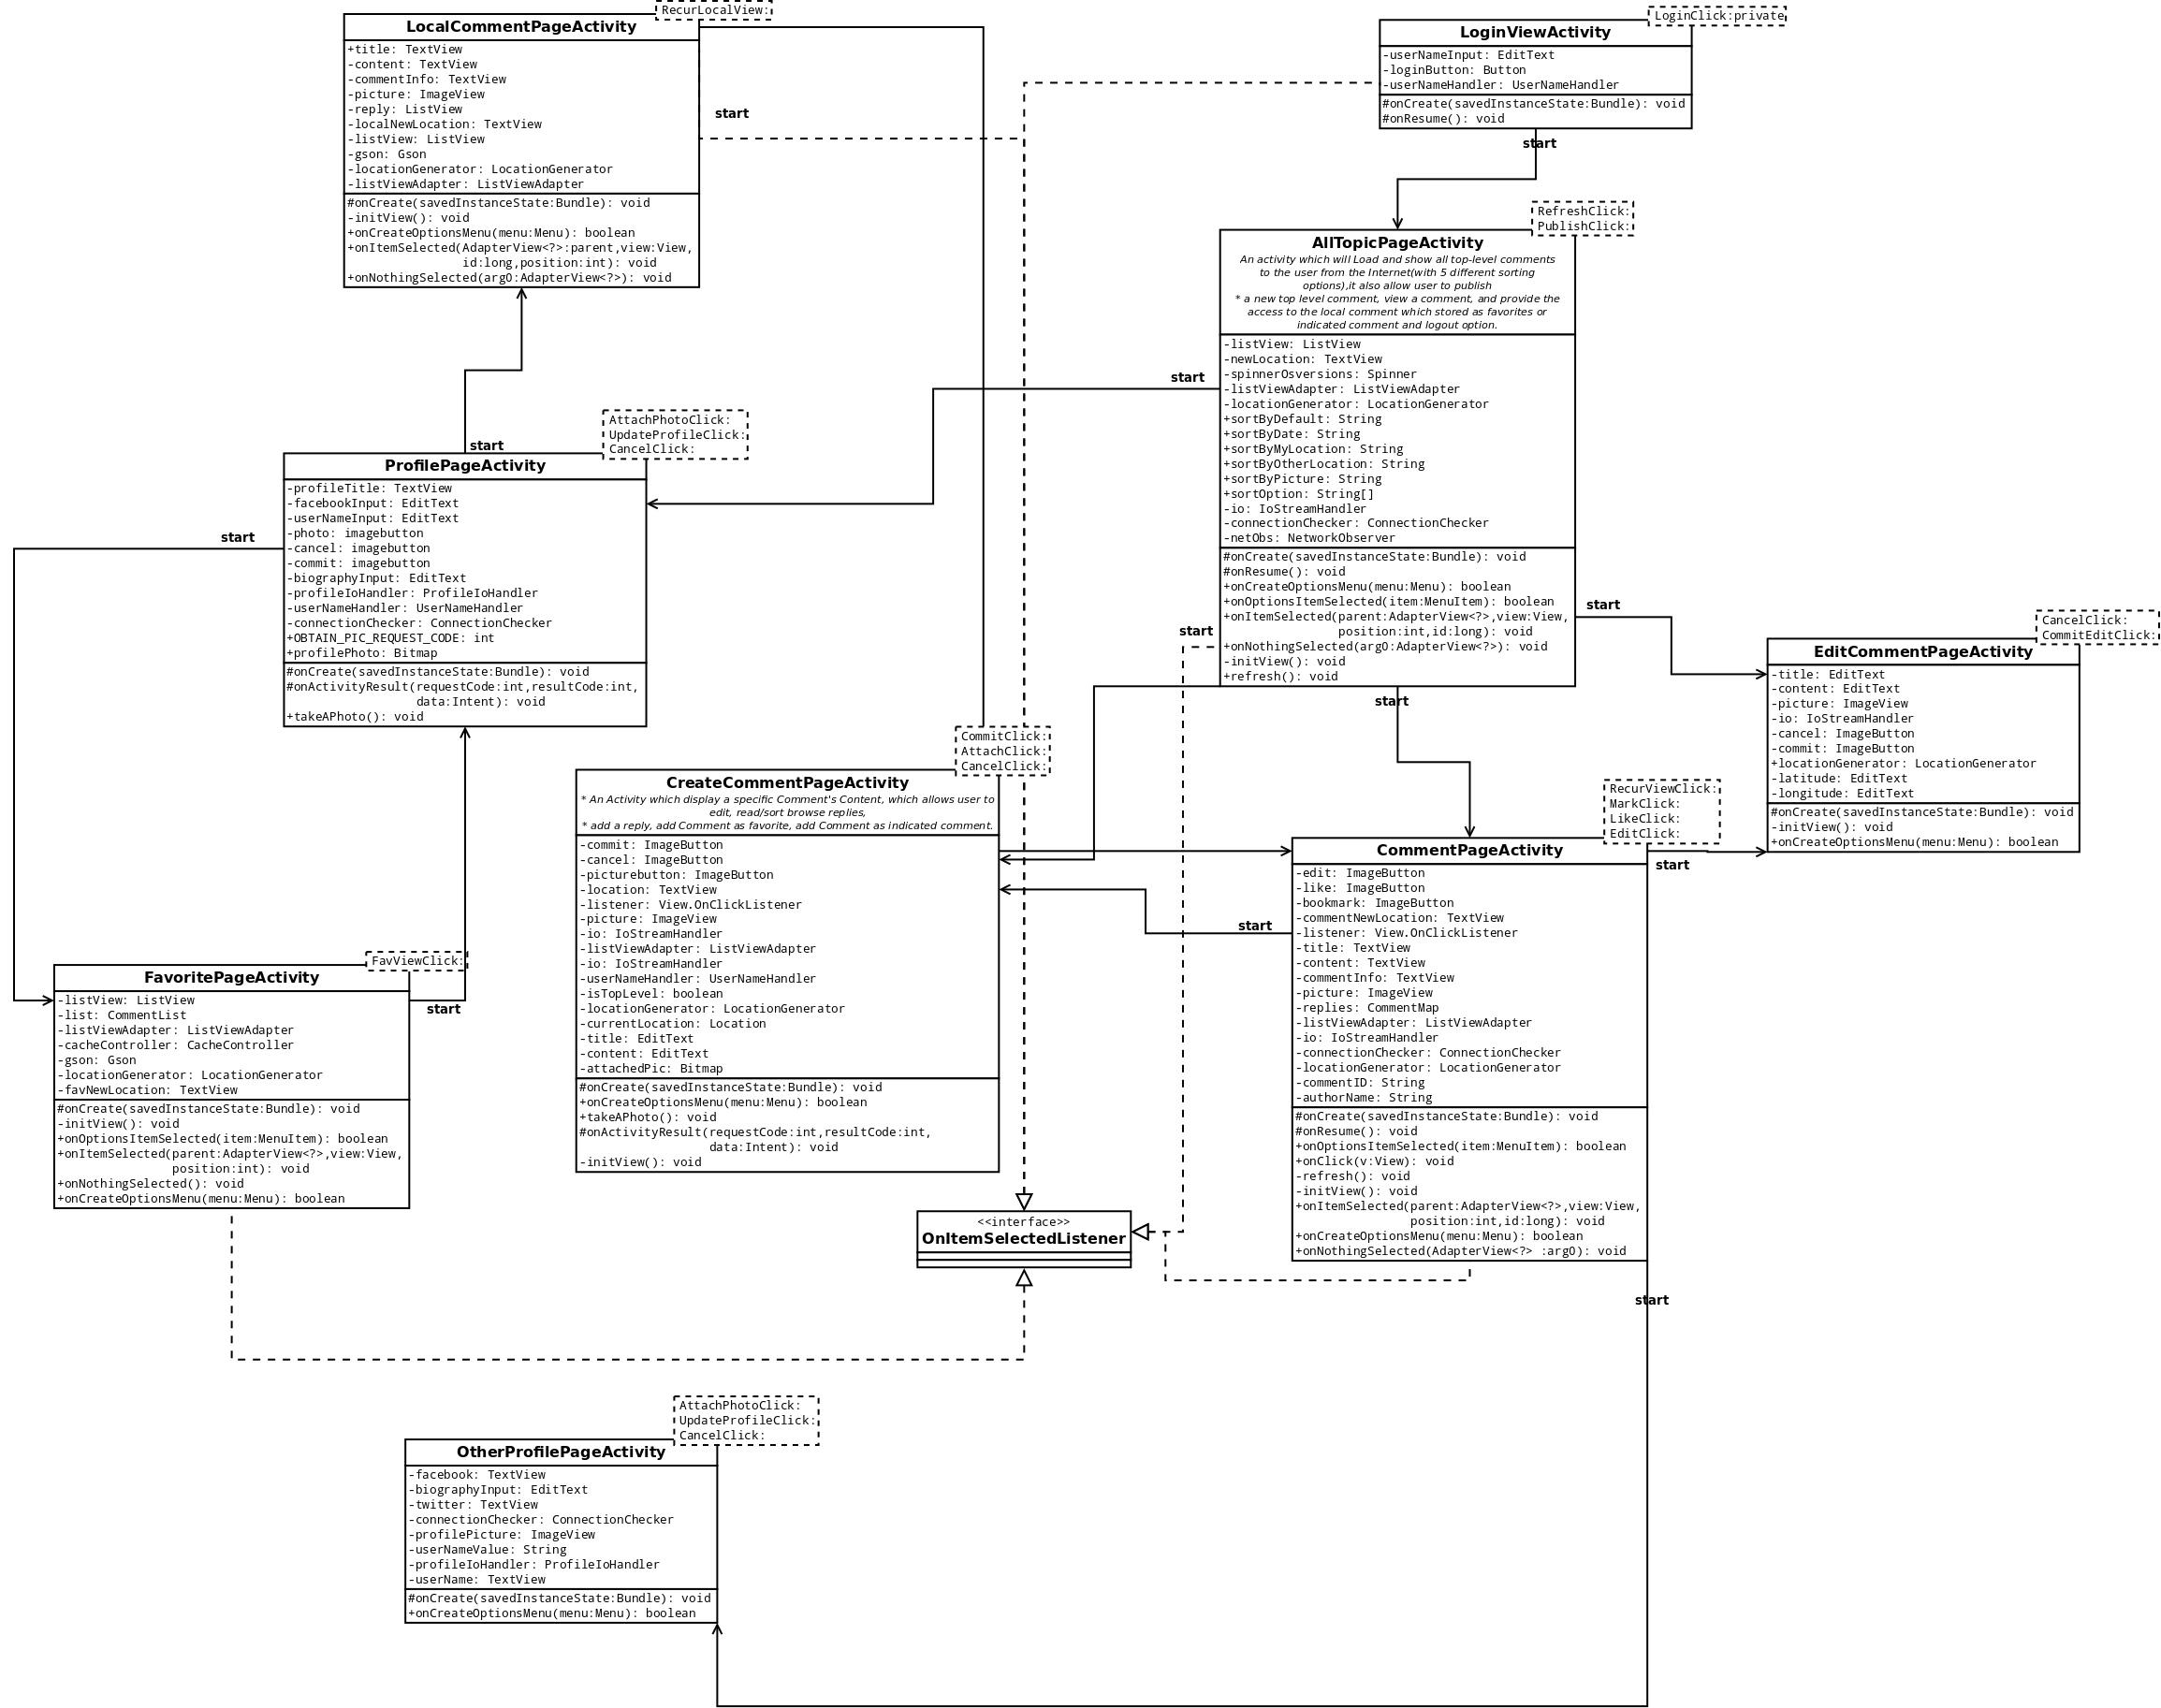 RecurLocalView:
LocalCommentPageActivity
+title: TextView
-content: TextView
-commentInfo: TextView
-picture: ImageView
-reply: ListView
-localNewLocation: TextView
-listView: ListView
-gson: Gson
-locationGenerator: LocationGenerator
-listViewAdapter: ListViewAdapter
#onCreate(savedInstanceState:Bundle): void
-initView(): void
+onCreateOptionsMenu(menu:Menu): boolean
+onItemSelected(AdapterView<?>:parent,view:View,
id:long,position:int): void
+onNothingSelected(arg0:AdapterView<?>): void
start
LoginClick:private
LoginViewActivity
-userNameInput: EditText
-loginButton: Button
-userNameHandler: UserNameHandler
#onCreate(savedInstanceState:Bundle): void
#onResume(): void
start
RefreshClick:
PublishClick:
AllTopicPageActivity
An activity which will Load and show all top-level comments
to the user from the Internet(with 5 different sorting
options),it also allow user to publish
* a new top level comment, view a comment, and provide the
access to the local comment which stored as favorites or
indicated comment and logout option.
-listView: ListView
-newLocation: TextView
-spinnerOsversions: Spinner
-listViewAdapter: ListViewAdapter
-locationGenerator: LocationGenerator
+sortByDefault: String
+sortByDate: String
+sortByMyLocation: String
+sortByOtherLocation: String
+sortByPicture: String
+sortOption: String[]
-io: IoStreamHandler
-connectionChecker: ConnectionChecker
-netObs: NetworkObserver
#onCreate(savedInstanceState:Bundle): void
#onResume(): void
+onCreateOptionsMenu(menu:Menu): boolean
+onOptionsItemSelected(item:MenuItem): boolean
+onItemSelected(parent:AdapterView<?>,view:View,
position:int,id:long): void
+onNothingSelected(arg0:AdapterView<?>): void
-initView(): void
+refresh(): void
start
start
start
start
start
AttachPhotoClick:
UpdateProfileClick:
CancelClick:
ProfilePageActivity
-profileTitle: TextView
-facebookInput: EditText
-userNameInput: EditText
-photo: imagebutton
-cancel: imagebutton
-commit: imagebutton
-biographyInput: EditText
-profileIoHandler: ProfileIoHandler
-userNameHandler: UserNameHandler
-connectionChecker: ConnectionChecker
+OBTAIN_PIC_REQUEST_CODE: int
+profilePhoto: Bitmap
#onCreate(savedInstanceState:Bundle): void
#onActivityResult(requestCode:int,resultCode:int,
data:Intent): void
+takeAPhoto(): void
start
CancelClick:
CommitEditClick:
EditCommentPageActivity
-title: EditText
-content: EditText
-picture: ImageView
-io: IoStreamHandler
-cancel: ImageButton
-commit: ImageButton
+locationGenerator: LocationGenerator
-latitude: EditText
-longitude: EditText
#onCreate(savedInstanceState:Bundle): void
-initView(): void
+onCreateOptionsMenu(menu:Menu): boolean
CommitClick:
AttachClick:
CancelClick:
CreateCommentPageActivity
* An Activity which display a specific Comment's Content, which allows user to
edit, read/sort browse replies,
* add a reply, add Comment as favorite, add Comment as indicated comment.
-commit: ImageButton
-cancel: ImageButton
-picturebutton: ImageButton
-location: TextView
-listener: View.OnClickListener
-picture: ImageView
-io: IoStreamHandler
-listViewAdapter: ListViewAdapter
-io: IoStreamHandler
-userNameHandler: UserNameHandler
-isTopLevel: boolean
-locationGenerator: LocationGenerator
-currentLocation: Location
-title: EditText
-content: EditText
-attachedPic: Bitmap
#onCreate(savedInstanceState:Bundle): void
+onCreateOptionsMenu(menu:Menu): boolean
+takeAPhoto(): void
#onActivityResult(requestCode:int,resultCode:int,
data:Intent): void
-initView(): void
RecurViewClick:
MarkClick:
LikeClick:
EditClick:
CommentPageActivity
-edit: ImageButton
-like: ImageButton
-bookmark: ImageButton
-commentNewLocation: TextView
-listener: View.OnClickListener
-title: TextView
-content: TextView
-commentInfo: TextView
-picture: ImageView
-replies: CommentMap
-listViewAdapter: ListViewAdapter
-io: IoStreamHandler
-connectionChecker: ConnectionChecker
-locationGenerator: LocationGenerator
-commentID: String
-authorName: String
#onCreate(savedInstanceState:Bundle): void
#onResume(): void
+onOptionsItemSelected(item:MenuItem): boolean
+onClick(v:View): void
-refresh(): void
-initView(): void
+onItemSelected(parent:AdapterView<?>,view:View,
position:int,id:long): void
+onCreateOptionsMenu(menu:Menu): boolean
+onNothingSelected(AdapterView<?> :arg0): void
start
start
start
FavViewClick:
FavoritePageActivity
-listView: ListView
-list: CommentList
-listViewAdapter: ListViewAdapter
-cacheController: CacheController
-gson: Gson
-locationGenerator: LocationGenerator
-favNewLocation: TextView
#onCreate(savedInstanceState:Bundle): void
-initView(): void
+onOptionsItemSelected(item:MenuItem): boolean
+onItemSelected(parent:AdapterView<?>,view:View,
position:int): void
+onNothingSelected(): void
+onCreateOptionsMenu(menu:Menu): boolean
start
<<interface>>
OnItemSelectedListener
AttachPhotoClick:
UpdateProfileClick:
CancelClick:
OtherProfilePageActivity
-facebook: TextView
-biographyInput: EditText
-twitter: TextView
-connectionChecker: ConnectionChecker
-profilePicture: ImageView
-userNameValue: String
-profileIoHandler: ProfileIoHandler
-userName: TextView
#onCreate(savedInstanceState:Bundle): void
+onCreateOptionsMenu(menu:Menu): boolean